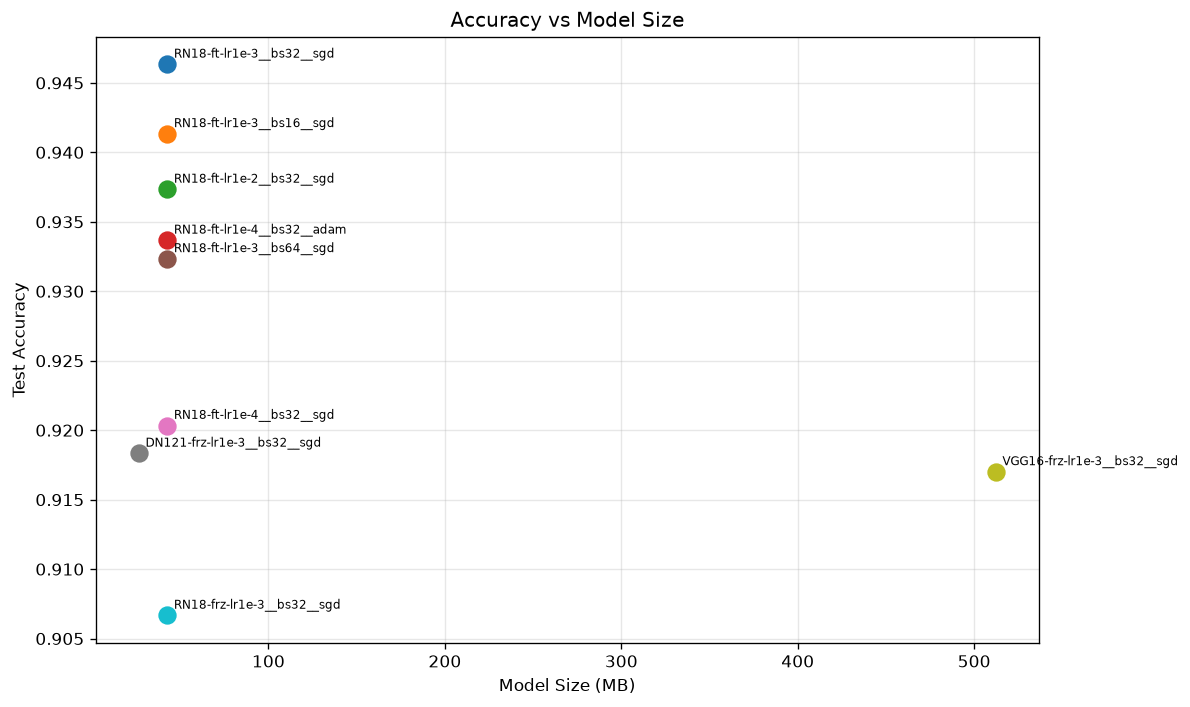 Accuracy vs Model Size
RN18-ft-lr1e-3__bs32__sgd
0.945
RN18-ft-lr1e-3__bs16__sgd
0.940
RN18-ft-lr1e-2__bs32__sgd
0.935
RN18-ft-lr1e-4__bs32__adam
RN18-ft-lr1e-3__bs64__sgd
0.930
Test Accuracy
0.925
RN18-ft-lr1e-4__bs32__sgd
0.920
DN121-frz-lr1e-3__bs32__sgd
VGG16-frz-lr1e-3__bs32__sgd
0.915
0.910
RN18-frz-lr1e-3__bs32__sgd
0.905
100 200 300 400 500
Model Size (MB)